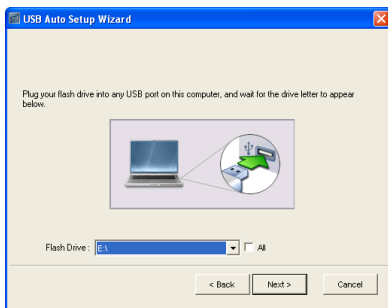 USB Auto Setup Wizard
Plug your flash drive into any USB port on this computer, and wait for the drive letter to appear
below.
Flash Drive : E:\ All
< Back Next > Cancel